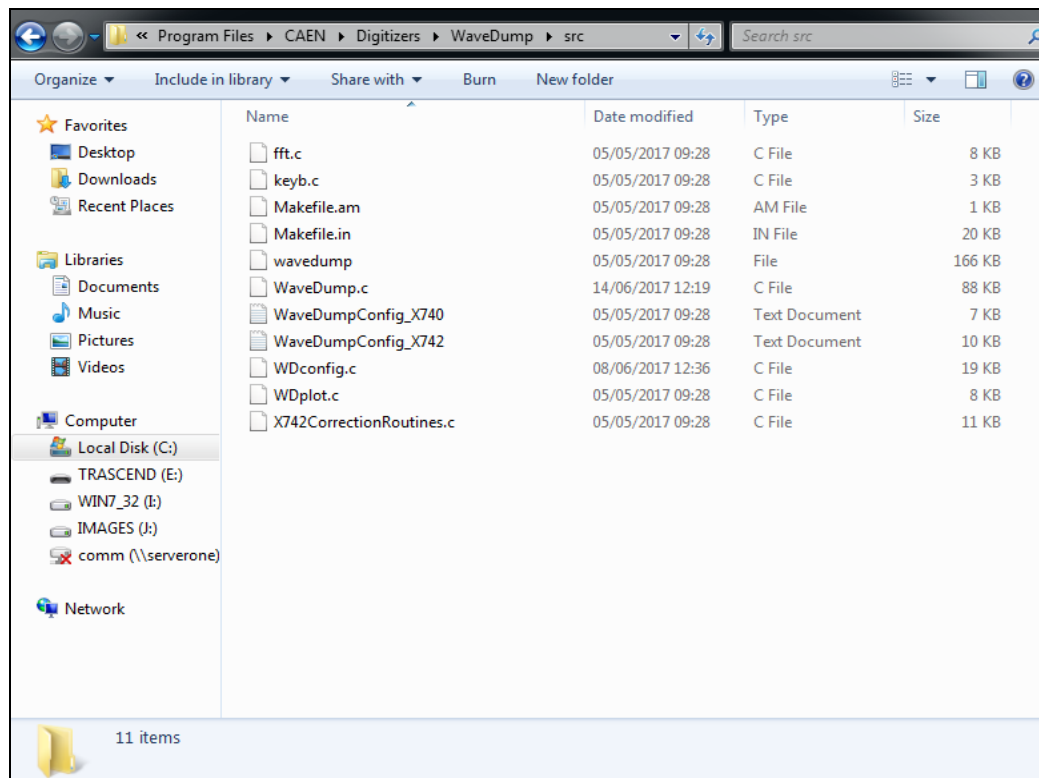 « Program Files ▸ CAEN ▸ Digitizers ▸ WaveDump ▸ src
Search src
Organize Include in library Share with Burn New folder
Favorites
Desktop
Downloads
Recent Places
Libraries
Documents
Music
Pictures
Videos
Computer
Local Disk (C:)
TRASCEND (E:)
WIN7_32 (I:)
IMAGES (J:)
comm (\\serverone)
Network
Name Date modified Type Size
fft.c 05/05/2017 09:28 C File 8 KB
keyb.c 05/05/2017 09:28 C File 3 KB
Makefile.am 05/05/2017 09:28 AM File 1 KB
Makefile.in 05/05/2017 09:28 IN File 20 KB
wavedump 05/05/2017 09:28 File 166 KB
WaveDump.c 14/06/2017 12:19 C File 88 KB
WaveDumpConfig_X740 05/05/2017 09:28 Text Document 7 KB
WaveDumpConfig_X742 05/05/2017 09:28 Text Document 10 KB
WDconfig.c 08/06/2017 12:36 C File 19 KB
WDplot.c 05/05/2017 09:28 C File 8 KB
X742CorrectionRoutines.c 05/05/2017 09:28 C File 11 KB
11 items